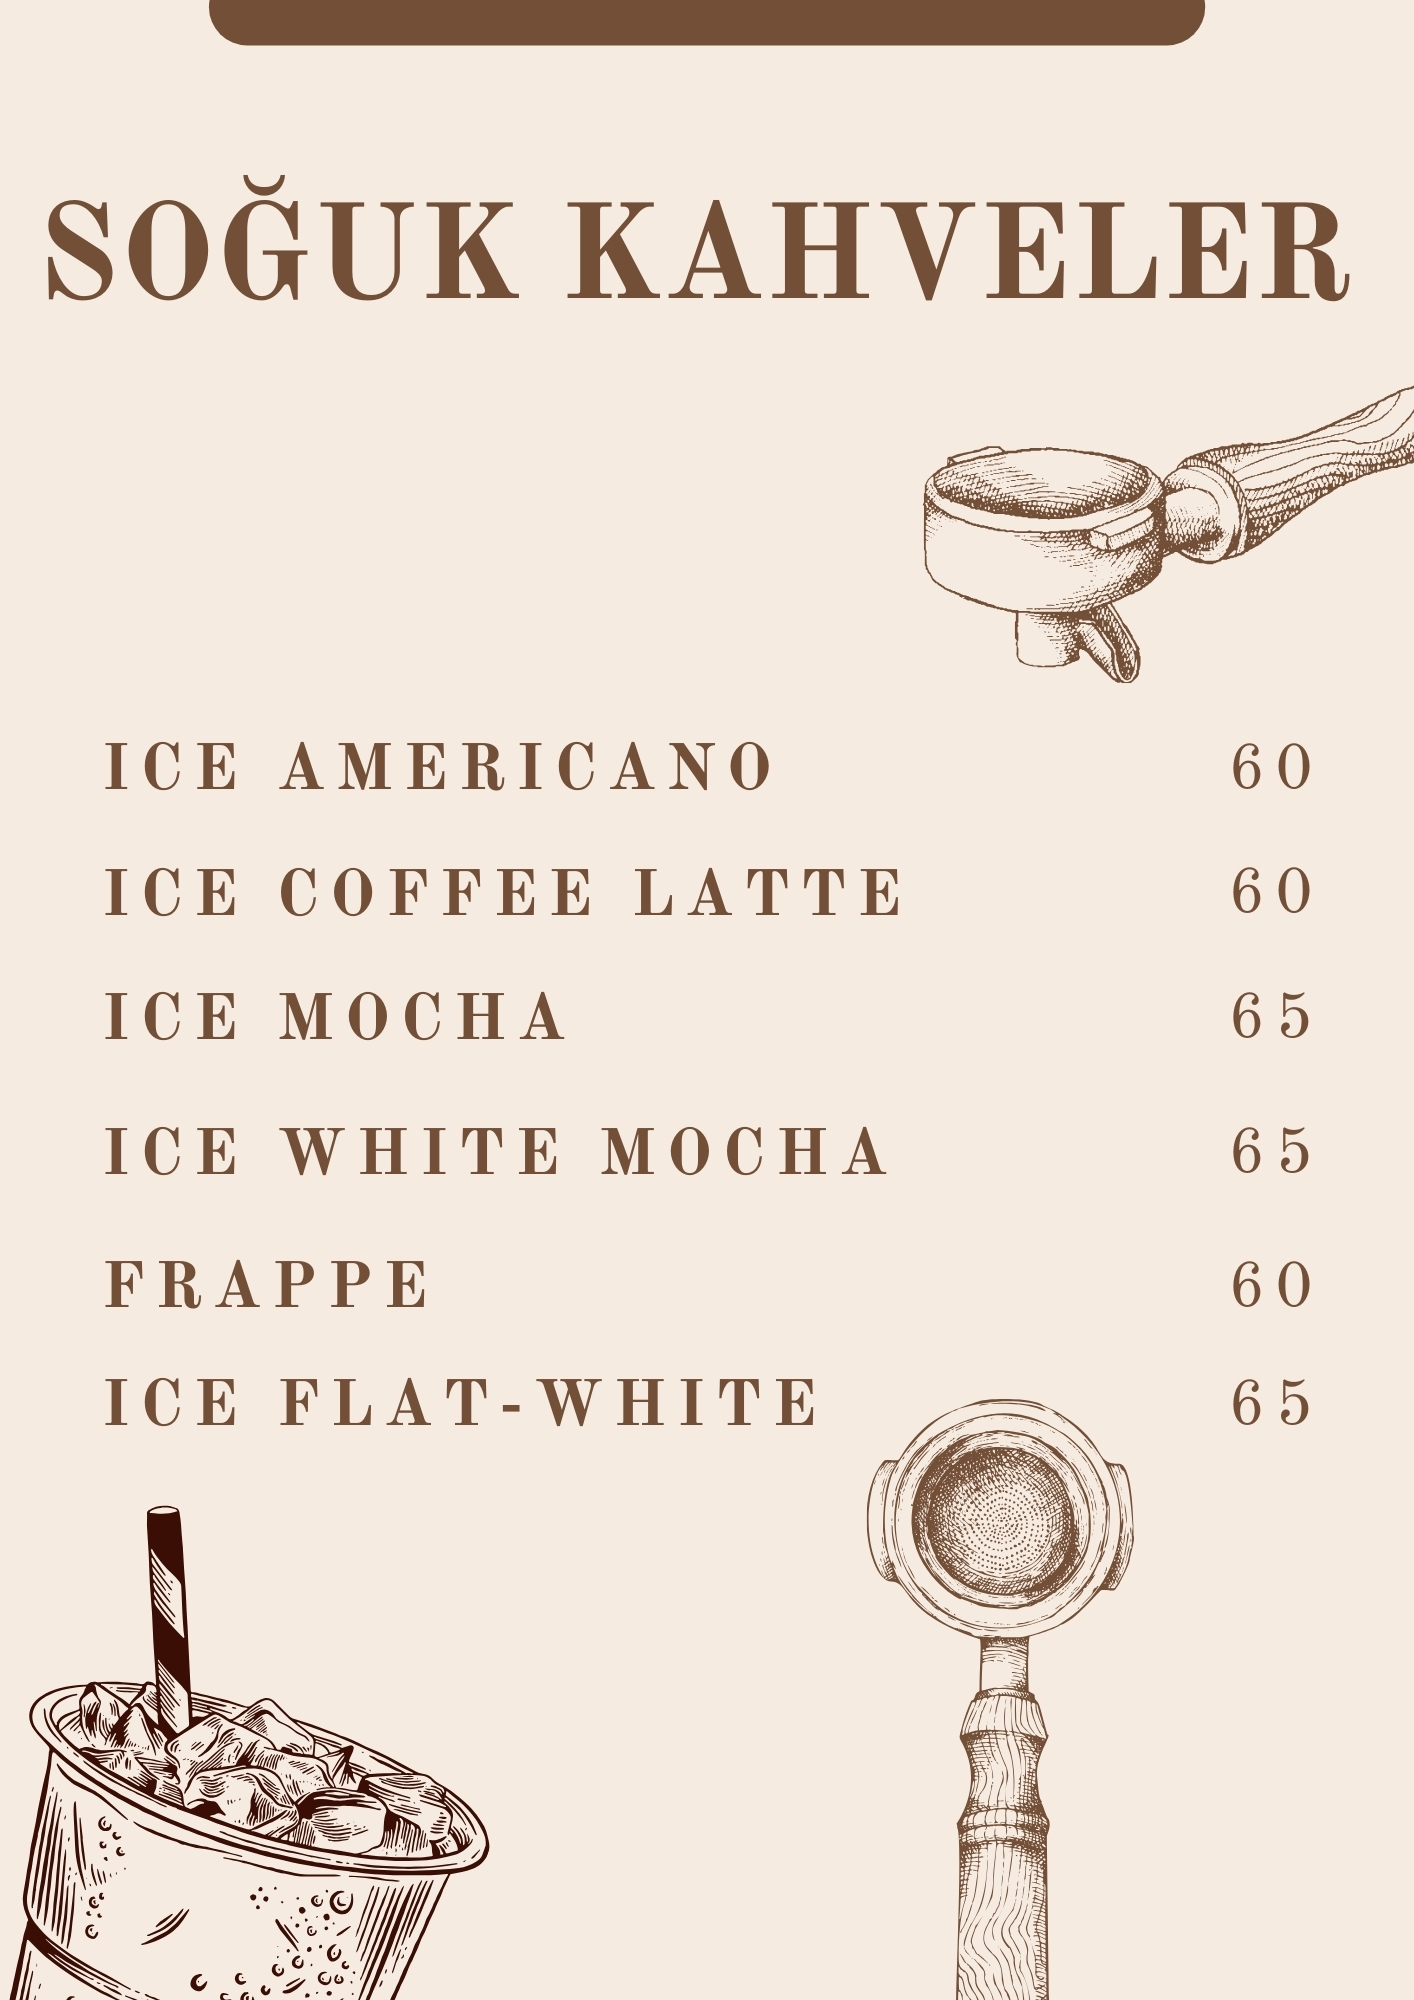 SOĞUK KAHVELER
ICE AMERICANO 60
ICE COFFEE LATTE 60
ICE MOCHA 65
ICE WHITE MOCHA 65
FRAPPE 60
ICE FLAT-WHITE 65